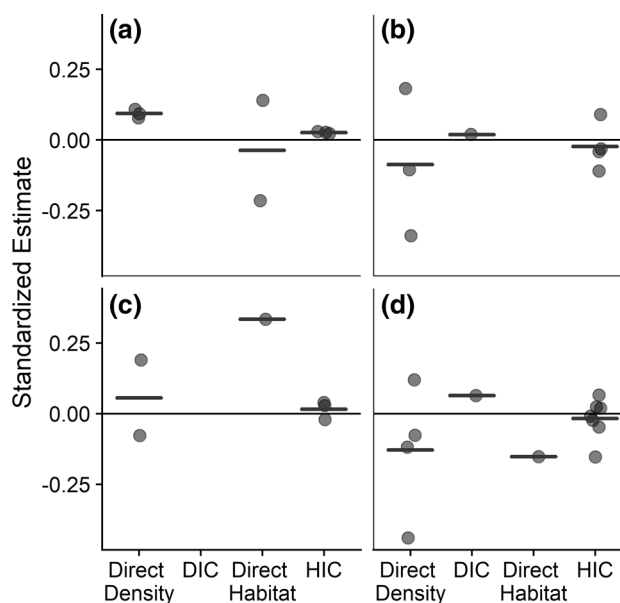 (a)
(b)
0.25
0.00
-0.25
Standardized Estimate
(c)
(d)
0.25
0.00
-0.25
Direct Density
DIC
Direct Habitat
HIC
Direct Density
DIC
Direct Habitat
HIC